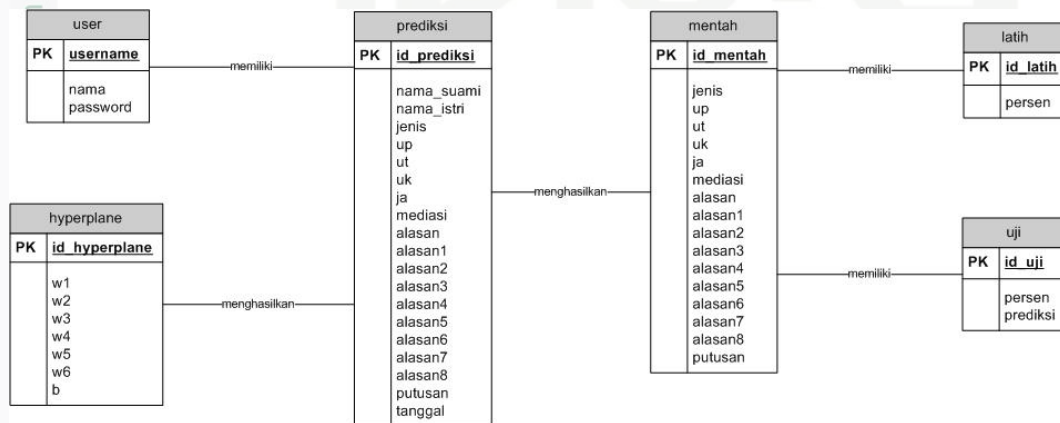 user
PK username
nama
password
memiliki
hyperplane
PK id_hyperplane
w1
w2
w3
w4
w5
w6
b
menghasilkan
prediksi
PK id_prediksi
nama_suami
nama_istri
jenis
up
ut
uk
ja
mediasi
alasan
alasan1
alasan2
alasan3
alasan4
alasan5
alasan6
alasan7
alasan8
putusan
tanggal
menghasilkan
mentah
PK id_mentah
jenis
up
ut
uk
ja
mediasi
alasan
alasan1
alasan2
alasan3
alasan4
alasan5
alasan6
alasan7
alasan8
putusan
memiliki
latih
PK id_latih
persen
memiliki
uji
PK id_uji
persen
prediksi